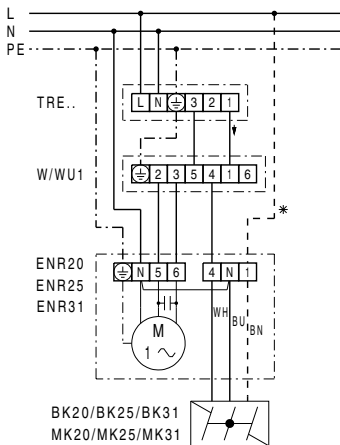 L
N
PE
TRE..
L N 3 2 1
W/WU1
2 3 5 4 1 6
*
ENR20
ENR25
ENR31
N 5 6 4 N 1
WH BU BN
M
1 ~
BK20/BK25/BK31
MK20/MK25/MK31